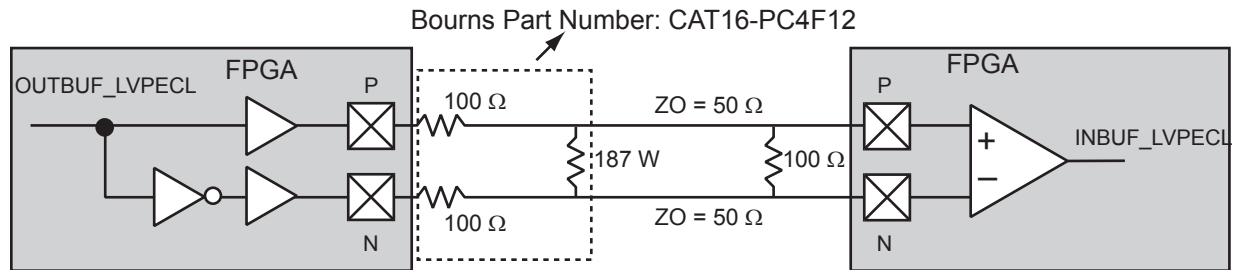 Bourns Part Number: CAT16-PC4F12
FPGA
FPGA
OUTBUF_LVPECL
P
P
100 Ω
ZO = 50 Ω
187 W
100 Ω
+
−
INBUF_LVPECL
100 Ω
ZO = 50 Ω
N
N